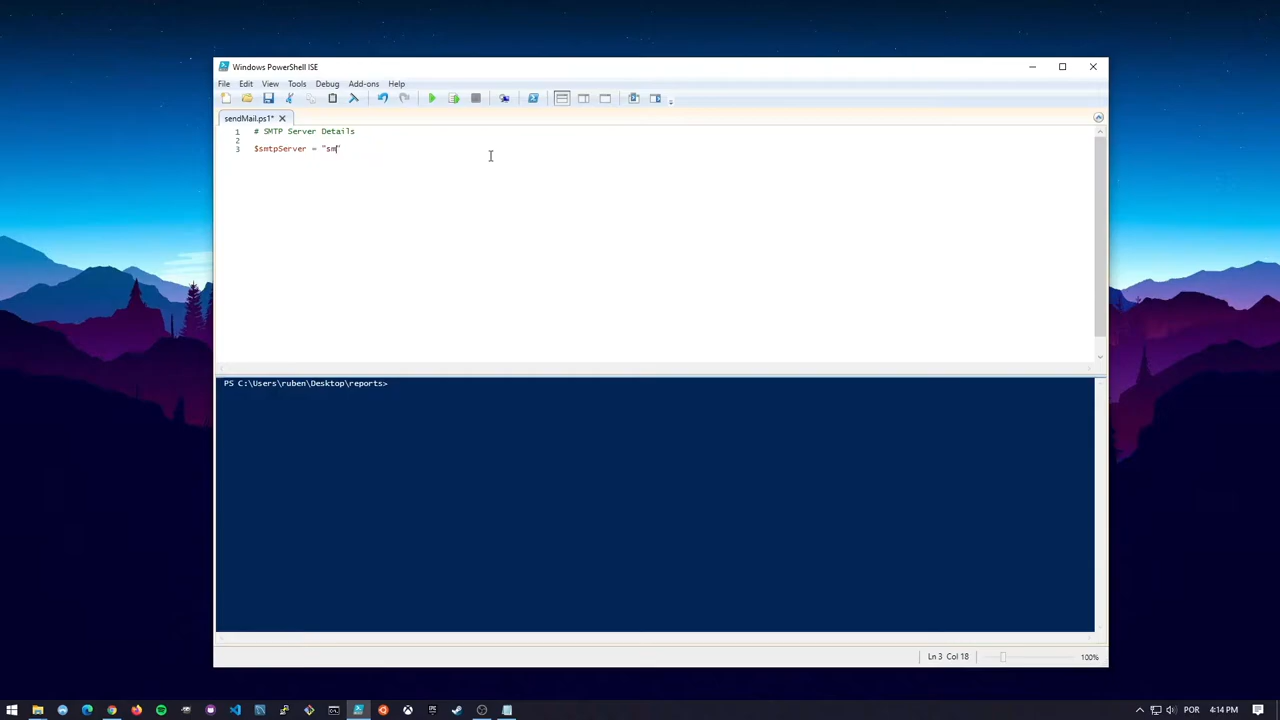 Windows PowerShell ISE
File Edit View Tools Debug Add-ons Help
sendMail.ps1*
1 # SMTP Server Details
2
3 $smtpServer = "sm"
PS C:\Users\ruben\Desktop\reports>
Ln 3 Col 18 100%
POR 4:14 PM